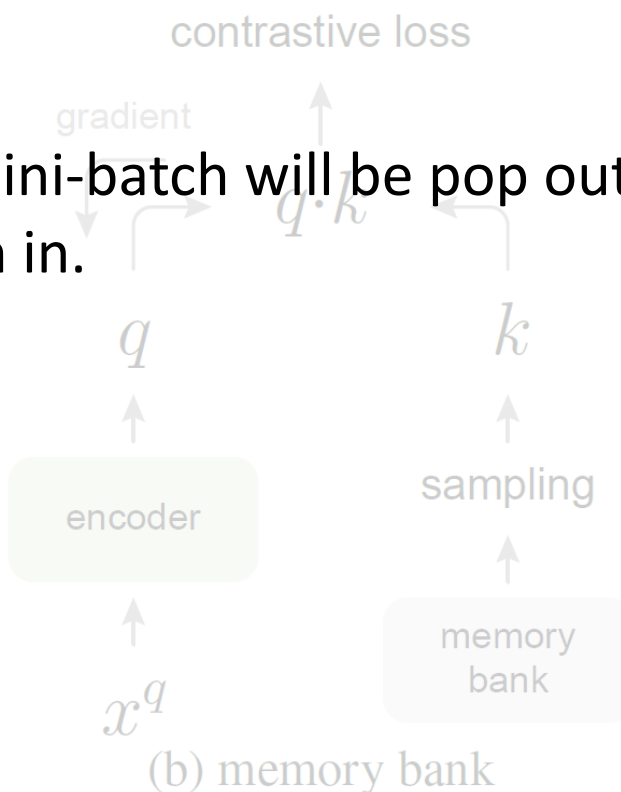 contrastive loss
gradient
ini-batch will be pop out
q·k
in.
q k
sampling
encoder
memory
bank
x^q
(b) memory bank